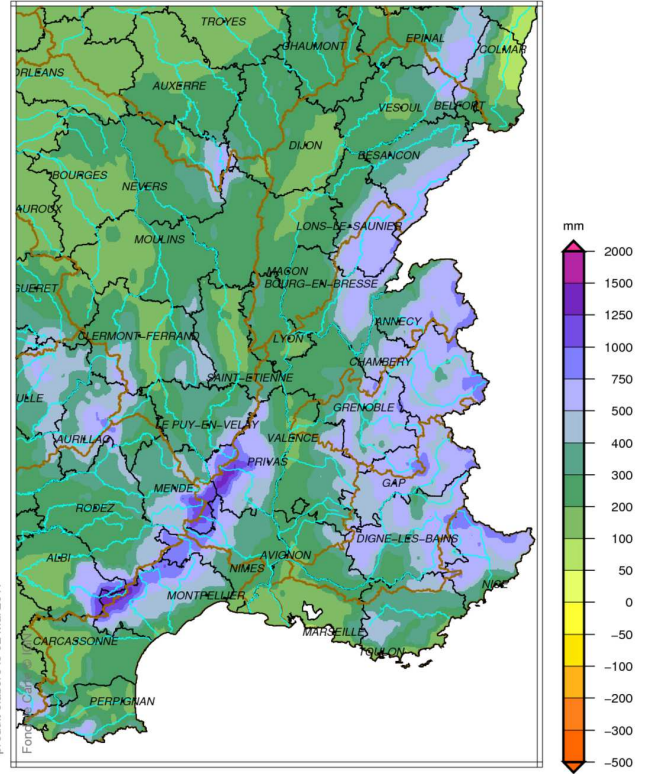 TROYES
CHAUMONT
EPINAL
COLMAR
ORLEANS
AUXERRE
VESOUL
BELFORT
DIJON
BESANCON
BOURGES
NEVERS
AUROUX
LONS-LE-SAUNIER
MOULINS
MACON
BOURG-EN-BRESSE
GUERET
ANNECY
CLERMONT-FERRAND
LYON
CHAMBERY
SAINT-ETIENNE
ULLE
GRENOBLE
LE PUY-EN-VELAY
AURILLAC
VALENCE
PRIVAS
MENDE
GAP
RODEZ
DIGNE-LES-BAINS
ALBI
AVIGNON
NIMES
NICE
MONTPELLIER
MARSEILLE
CARCASSONNE
TOULON
PERPIGNAN
mm
2000
1500
1250
1000
750
500
400
300
200
100
50
0
−50
−100
−200
−300
−500